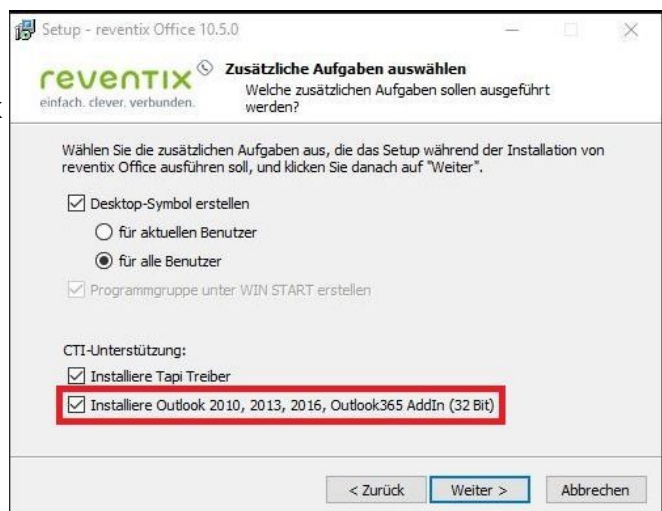 Setup - reventix Office 10.5.0
reventix
einfach. clever. verbunden.
Zusätzliche Aufgaben auswählen
Welche zusätzlichen Aufgaben sollen ausgeführt
werden?
Wählen Sie die zusätzlichen Aufgaben aus, die das Setup während der Installation von
reventix Office ausführen soll, und klicken Sie danach auf "Weiter".
Desktop-Symbol erstellen
für aktuellen Benutzer
für alle Benutzer
Programmgruppe unter WIN START erstellen
CTI-Unterstützung:
Installiere Tapi Treiber
Installiere Outlook 2010, 2013, 2016, Outlook365 AddIn (32 Bit)
< Zurück Weiter > Abbrechen